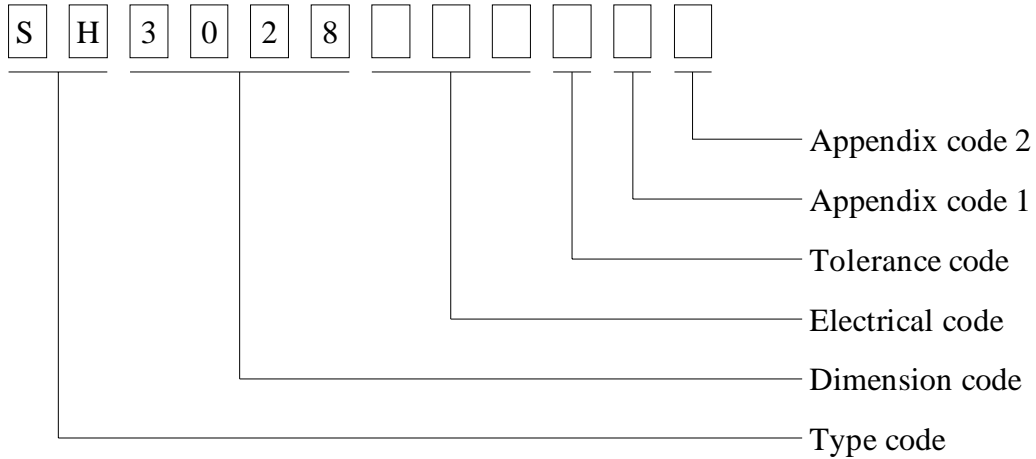 S H 3 0 2 8
Appendix code 2
Appendix code 1
Tolerance code
Electrical code
Dimension code
Type code